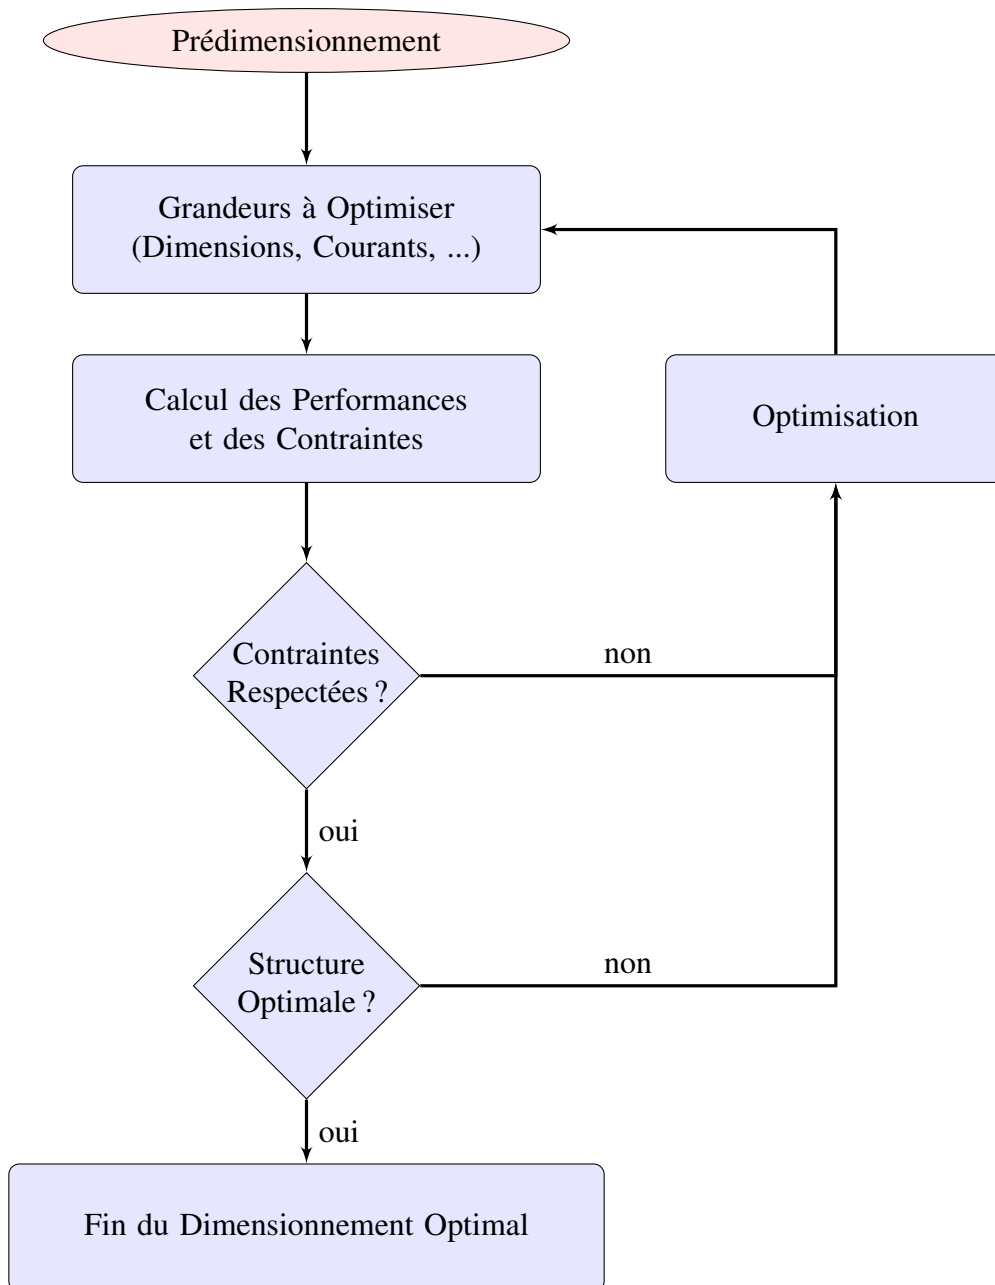 Prédimensionnement
Grandeurs à Optimiser
(Dimensions, Courants, ...)
Calcul des Performances
et des Contraintes
Optimisation
Contraintes
Respectées ?
non
oui
Structure
Optimale ?
non
oui
Fin du Dimensionnement Optimal